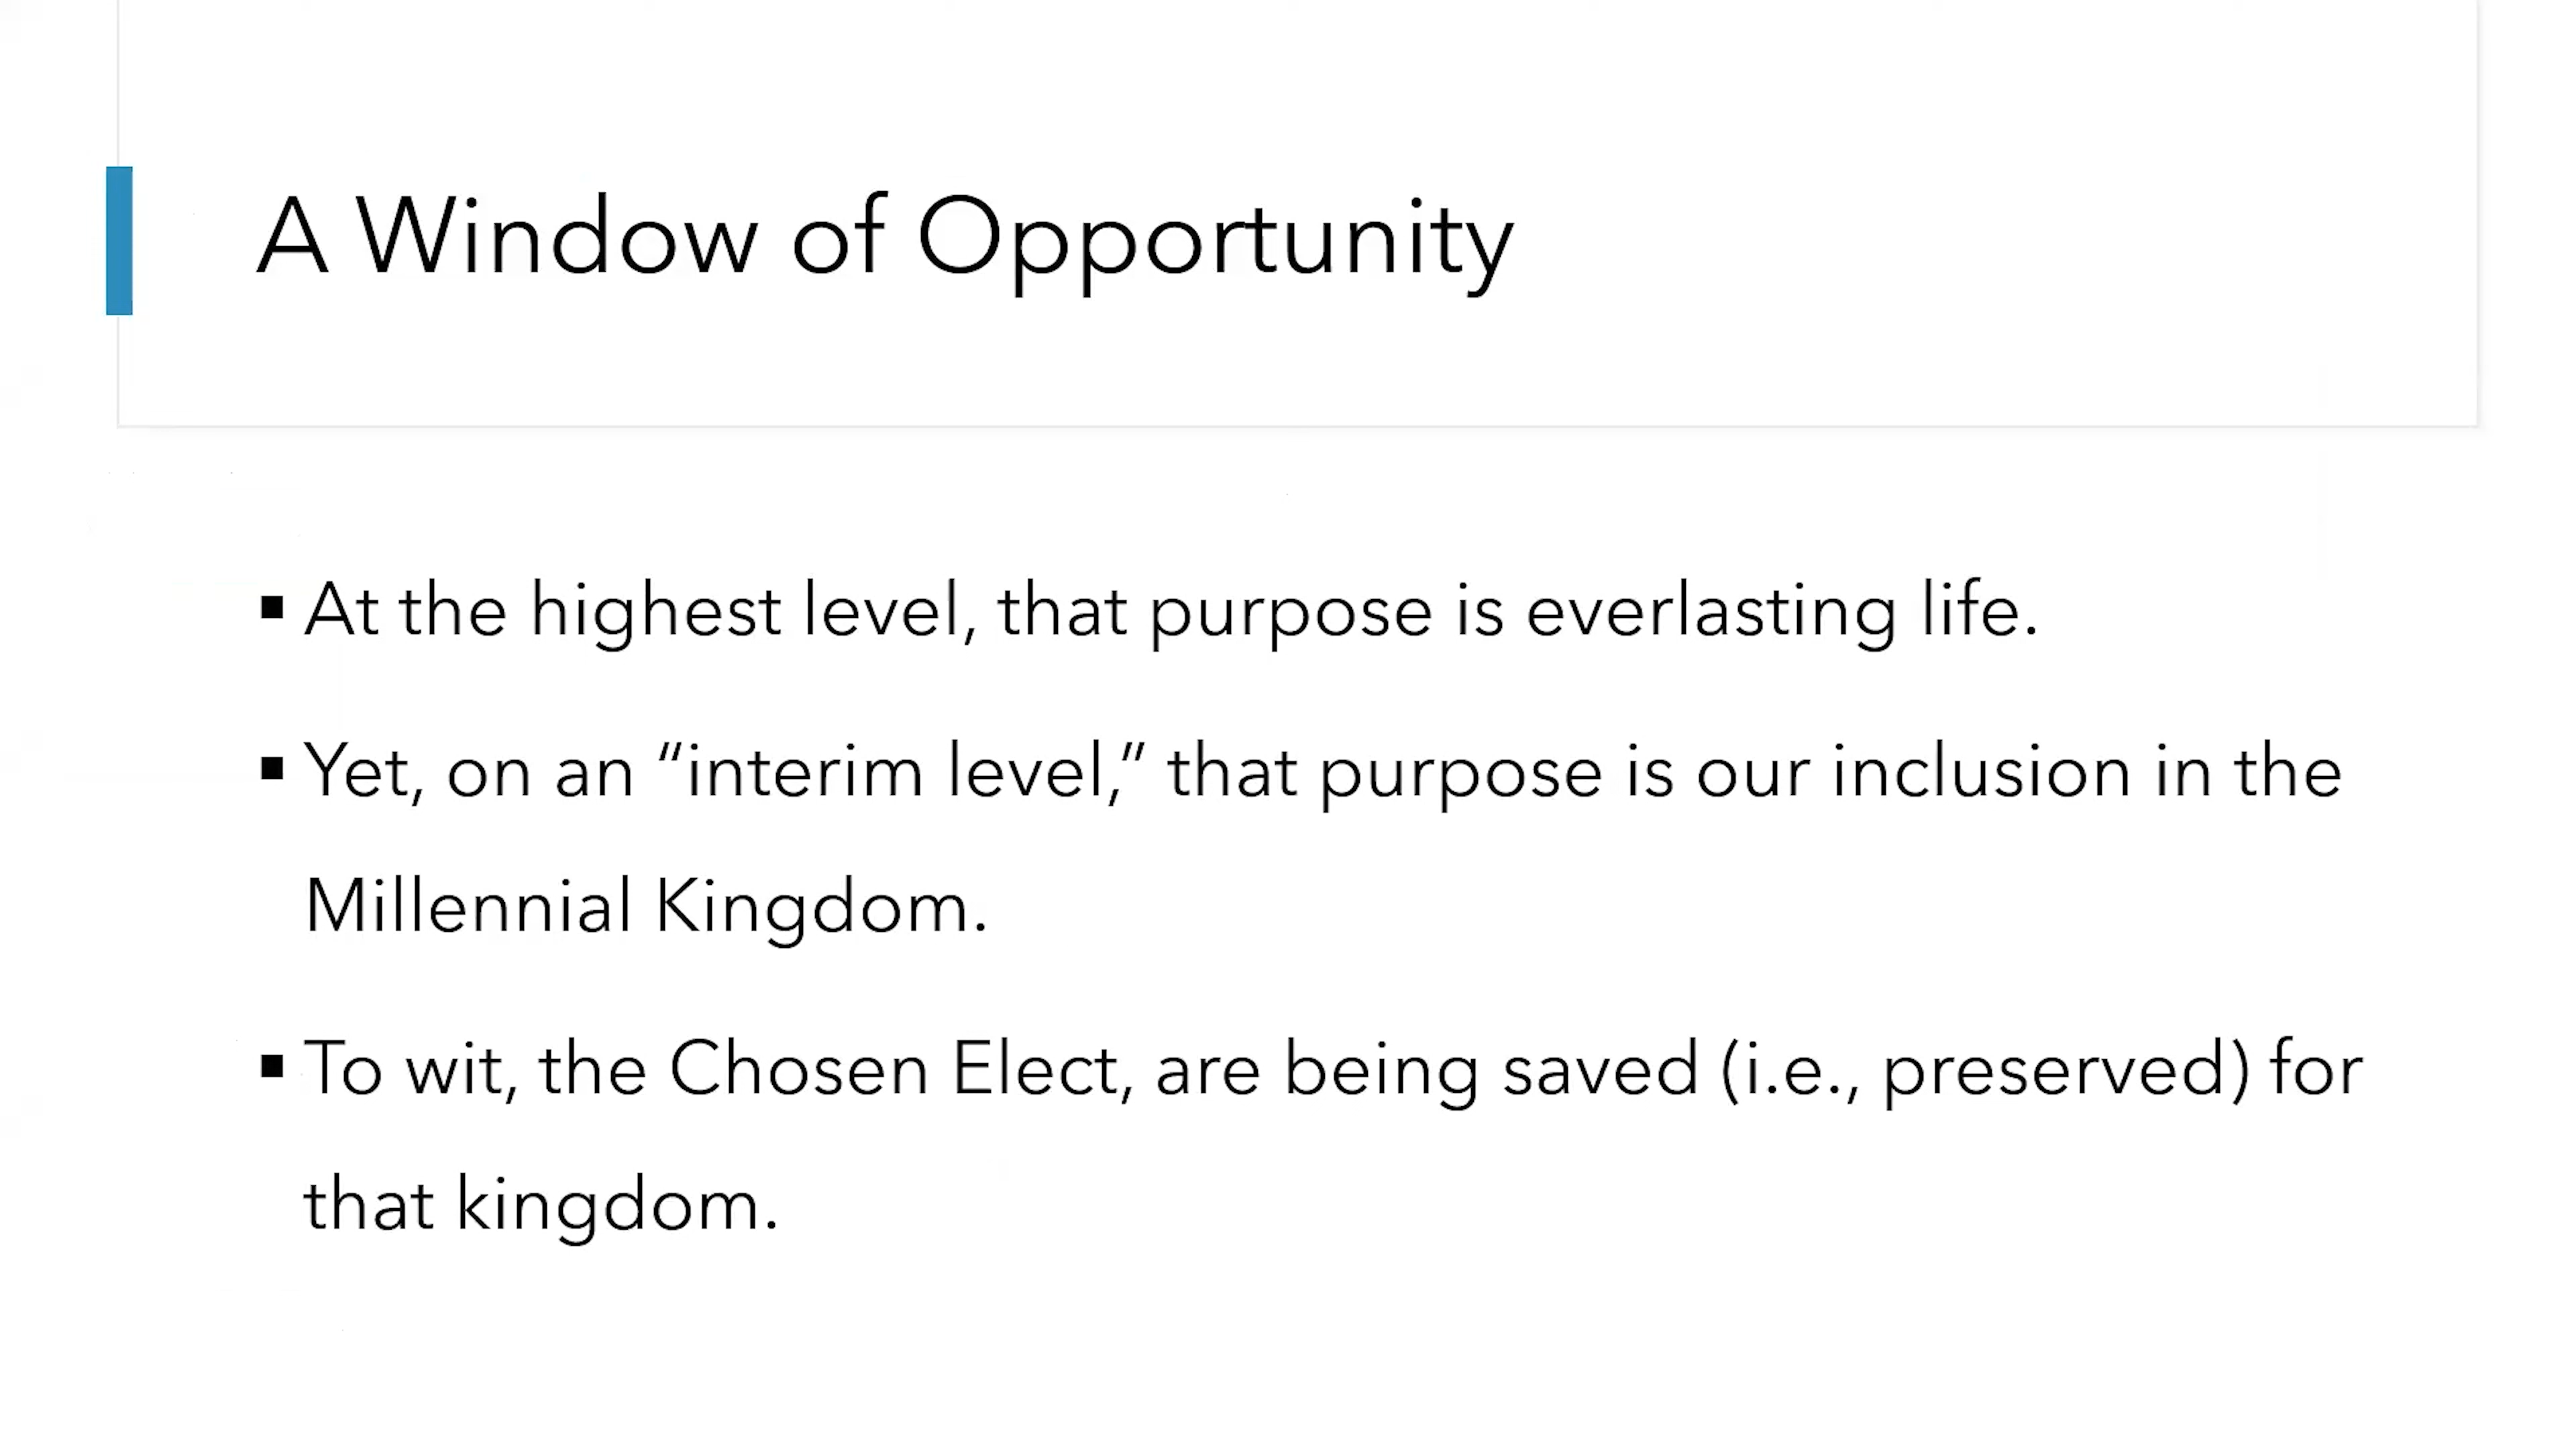 A Window of Opportunity
▪ At the highest level, that purpose is everlasting life.
▪ Yet, on an “interim level,” that purpose is our inclusion in the
Millennial Kingdom.
▪ To wit, the Chosen Elect, are being saved (i.e., preserved) for
that kingdom.